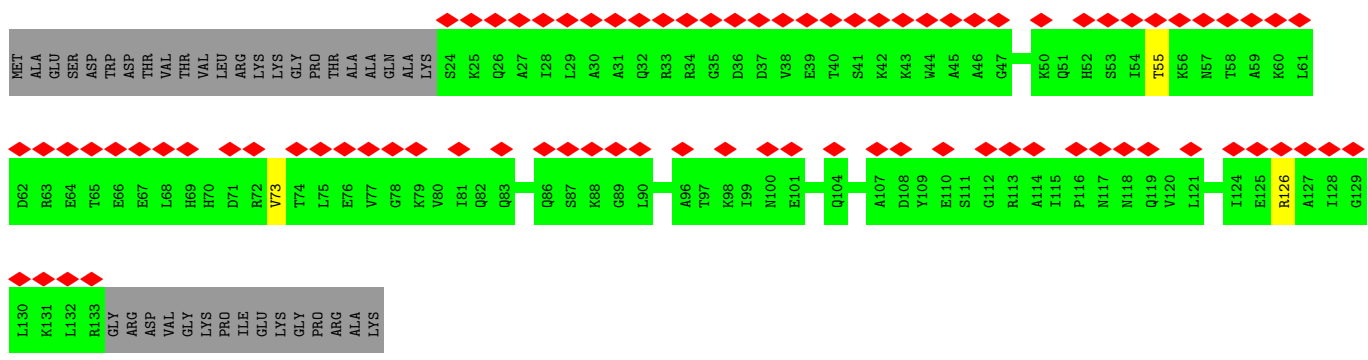 MET ALA GLU SER ASP TRP ASP THR VAL THR VAL LEU ARG LYS LYS GLY PRO THR ALA ALA GLN ALA LYS S24 K25 Q26 A27 I28 L29 A30 A31 Q32 R33 R34 G35 D36 D37 V38 E39 T40 S41 K42 K43 W44 A45 A46 G47 K50 Q51 H52 S53 I54 T55 K56 N57 T58 A59 K60 L61
D62 R63 E64 T65 E66 E67 L68 H69 H70 D71 R72 V73 T74 L75 E76 V77 G78 K79 V80 I81 Q82 Q83 Q86 S87 K88 G89 L90 A96 T97 K98 I99 N100 E101 Q104 A107 D108 Y109 E110 S111 G112 R113 A114 I115 P116 N117 N118 Q119 V120 L121 I124 E125 R126 A127 I128 G129
L130 K131 L132 R133 GLY ARG ASP VAL GLY LYS PRO ILE GLU LYS GLY PRO ARG ALA LYS